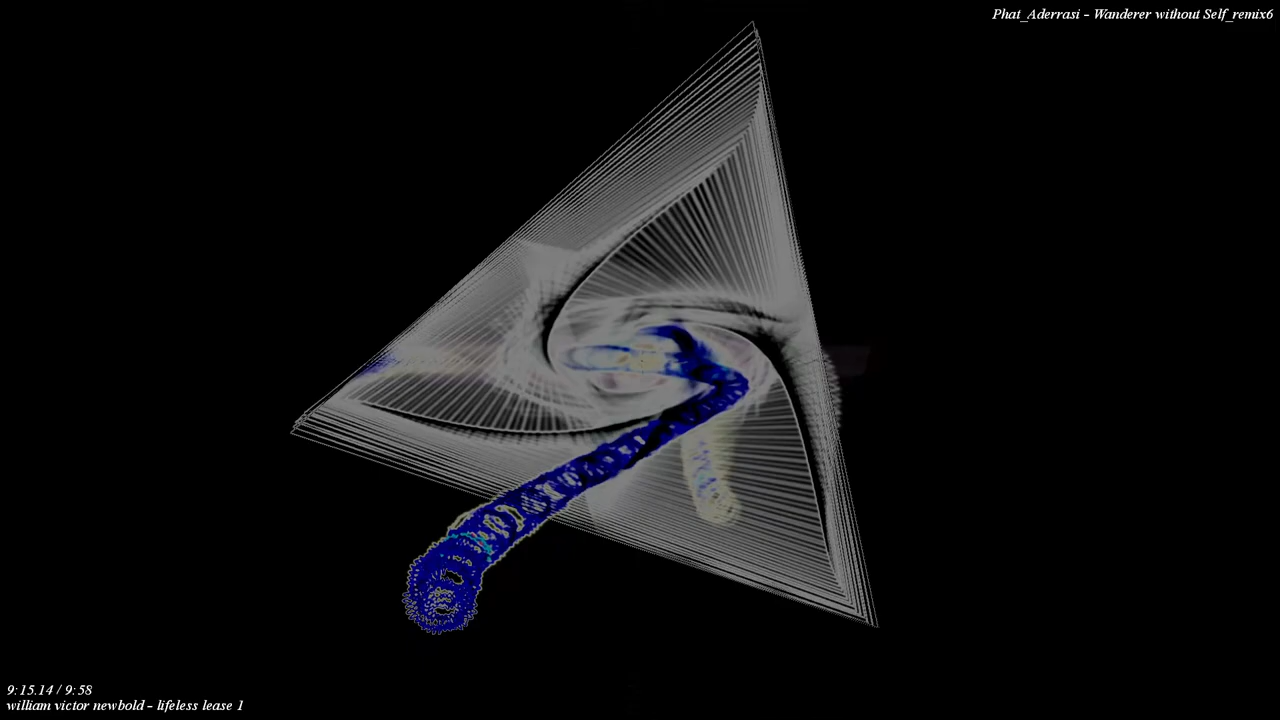 Phat_Aderrasi - Wanderer without Self_remix6
9:15.14 / 9:58
william victor newbold - lifeless lease 1